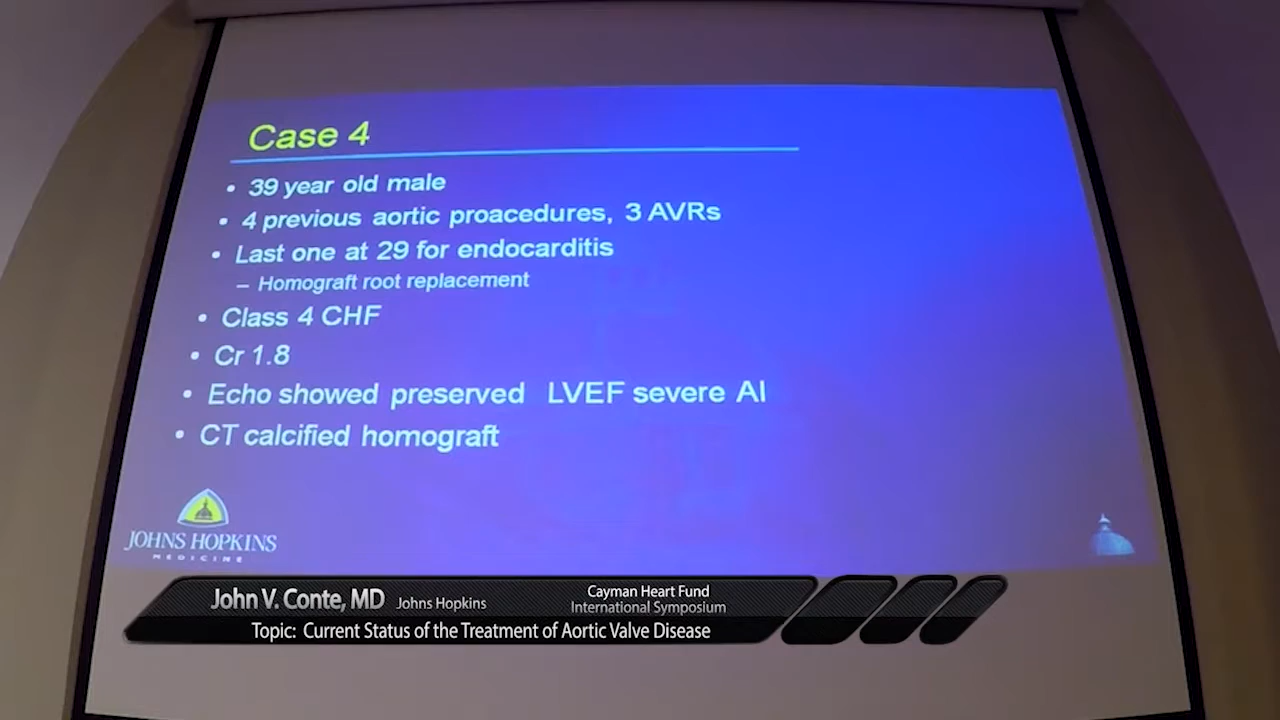 Case 4
• 39 year old male
• 4 previous aortic proacedures, 3 AVRs
• Last one at 29 for endocarditis
– Homograft root replacement
• Class 4 CHF
• Cr 1.8
• Echo showed preserved LVEF severe AI
• CT calcified homograft
JOHNS HOPKINS
MEDICINE
John V. Conte, MD Johns Hopkins
Cayman Heart Fund
International Symposium
Topic: Current Status of the Treatment of Aortic Valve Disease